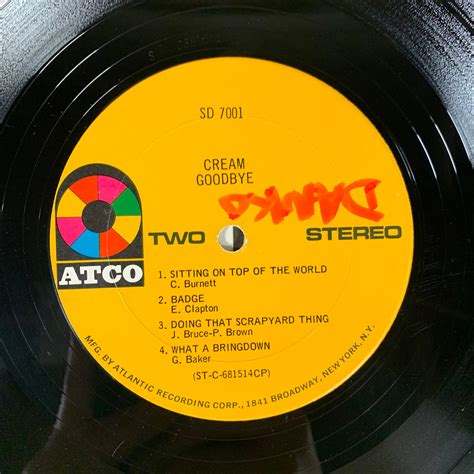 SD 7001
CREAM
GOODBYE
DANKO
TWO
STEREO
ATCO
1. SITTING ON TOP OF THE WORLD
C. Burnett
2. BADGE
E. Clapton
3. DOING THAT SCRAPYARD THING
J. Bruce-P. Brown
4. WHAT A BRINGDOWN
G. Baker
(ST-C-681514CP)
MFG. BY ATLANTIC RECORDING CORP., 1841 BROADWAY, NEW YORK, N.Y.